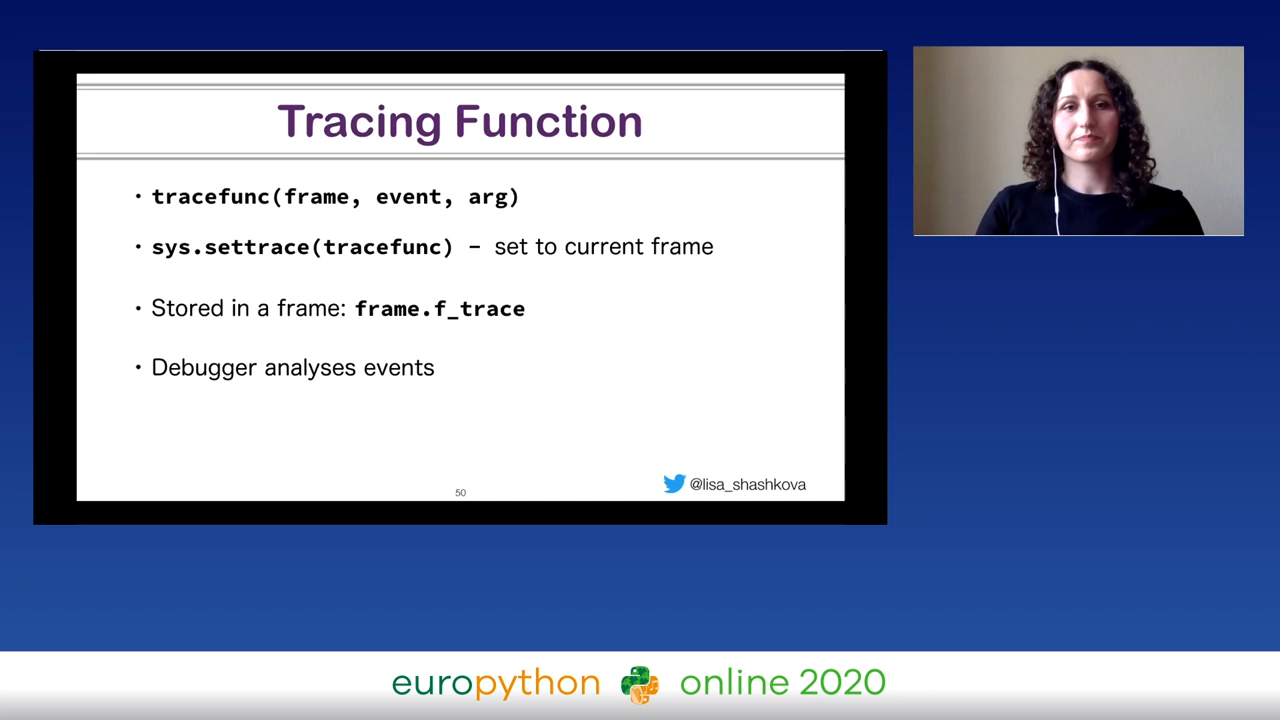 Tracing Function
• tracefunc(frame, event, arg)
• sys.settrace(tracefunc) – set to current frame
• Stored in a frame: frame.f_trace
• Debugger analyses events
50
@lisa_shashkova
europython online 2020